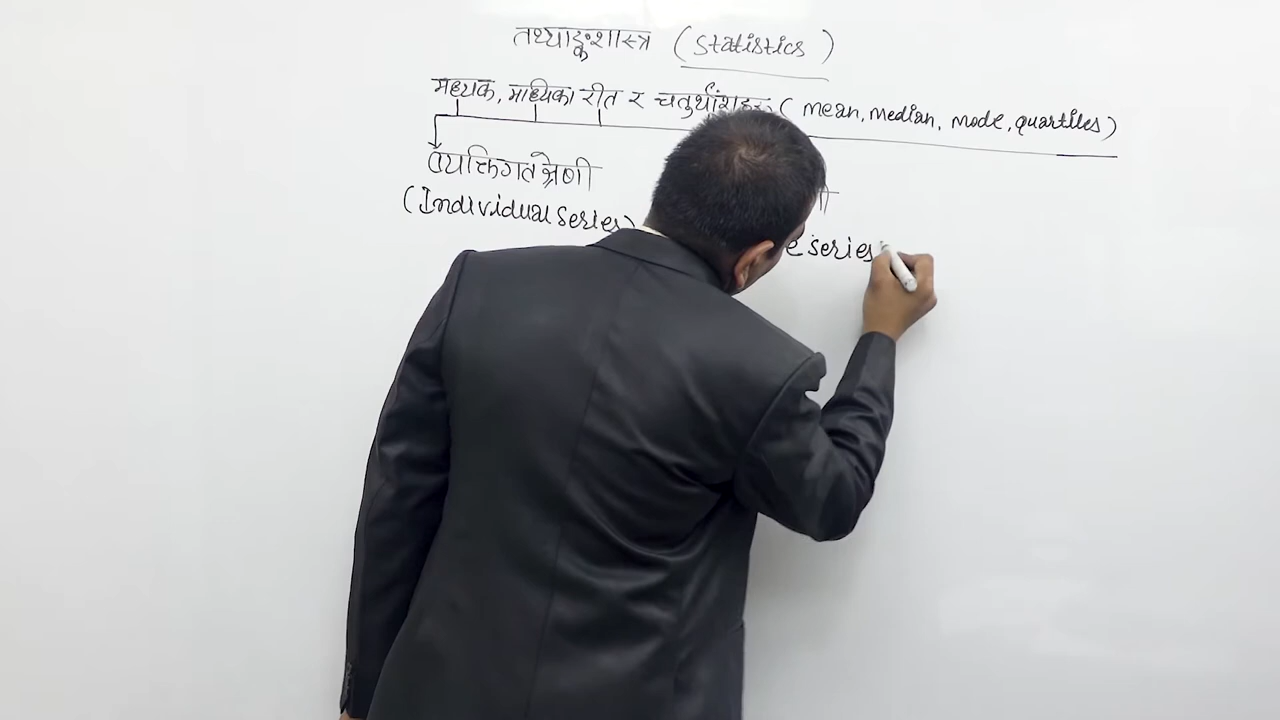 तथ्याङ्कशास्त्र (Statistics)
मध्यक, माध्यिका रीत र चतुर्थांशहरू (mean, median, mode, quartiles)
व्यक्तिगत श्रेणी
(Individual series)
series